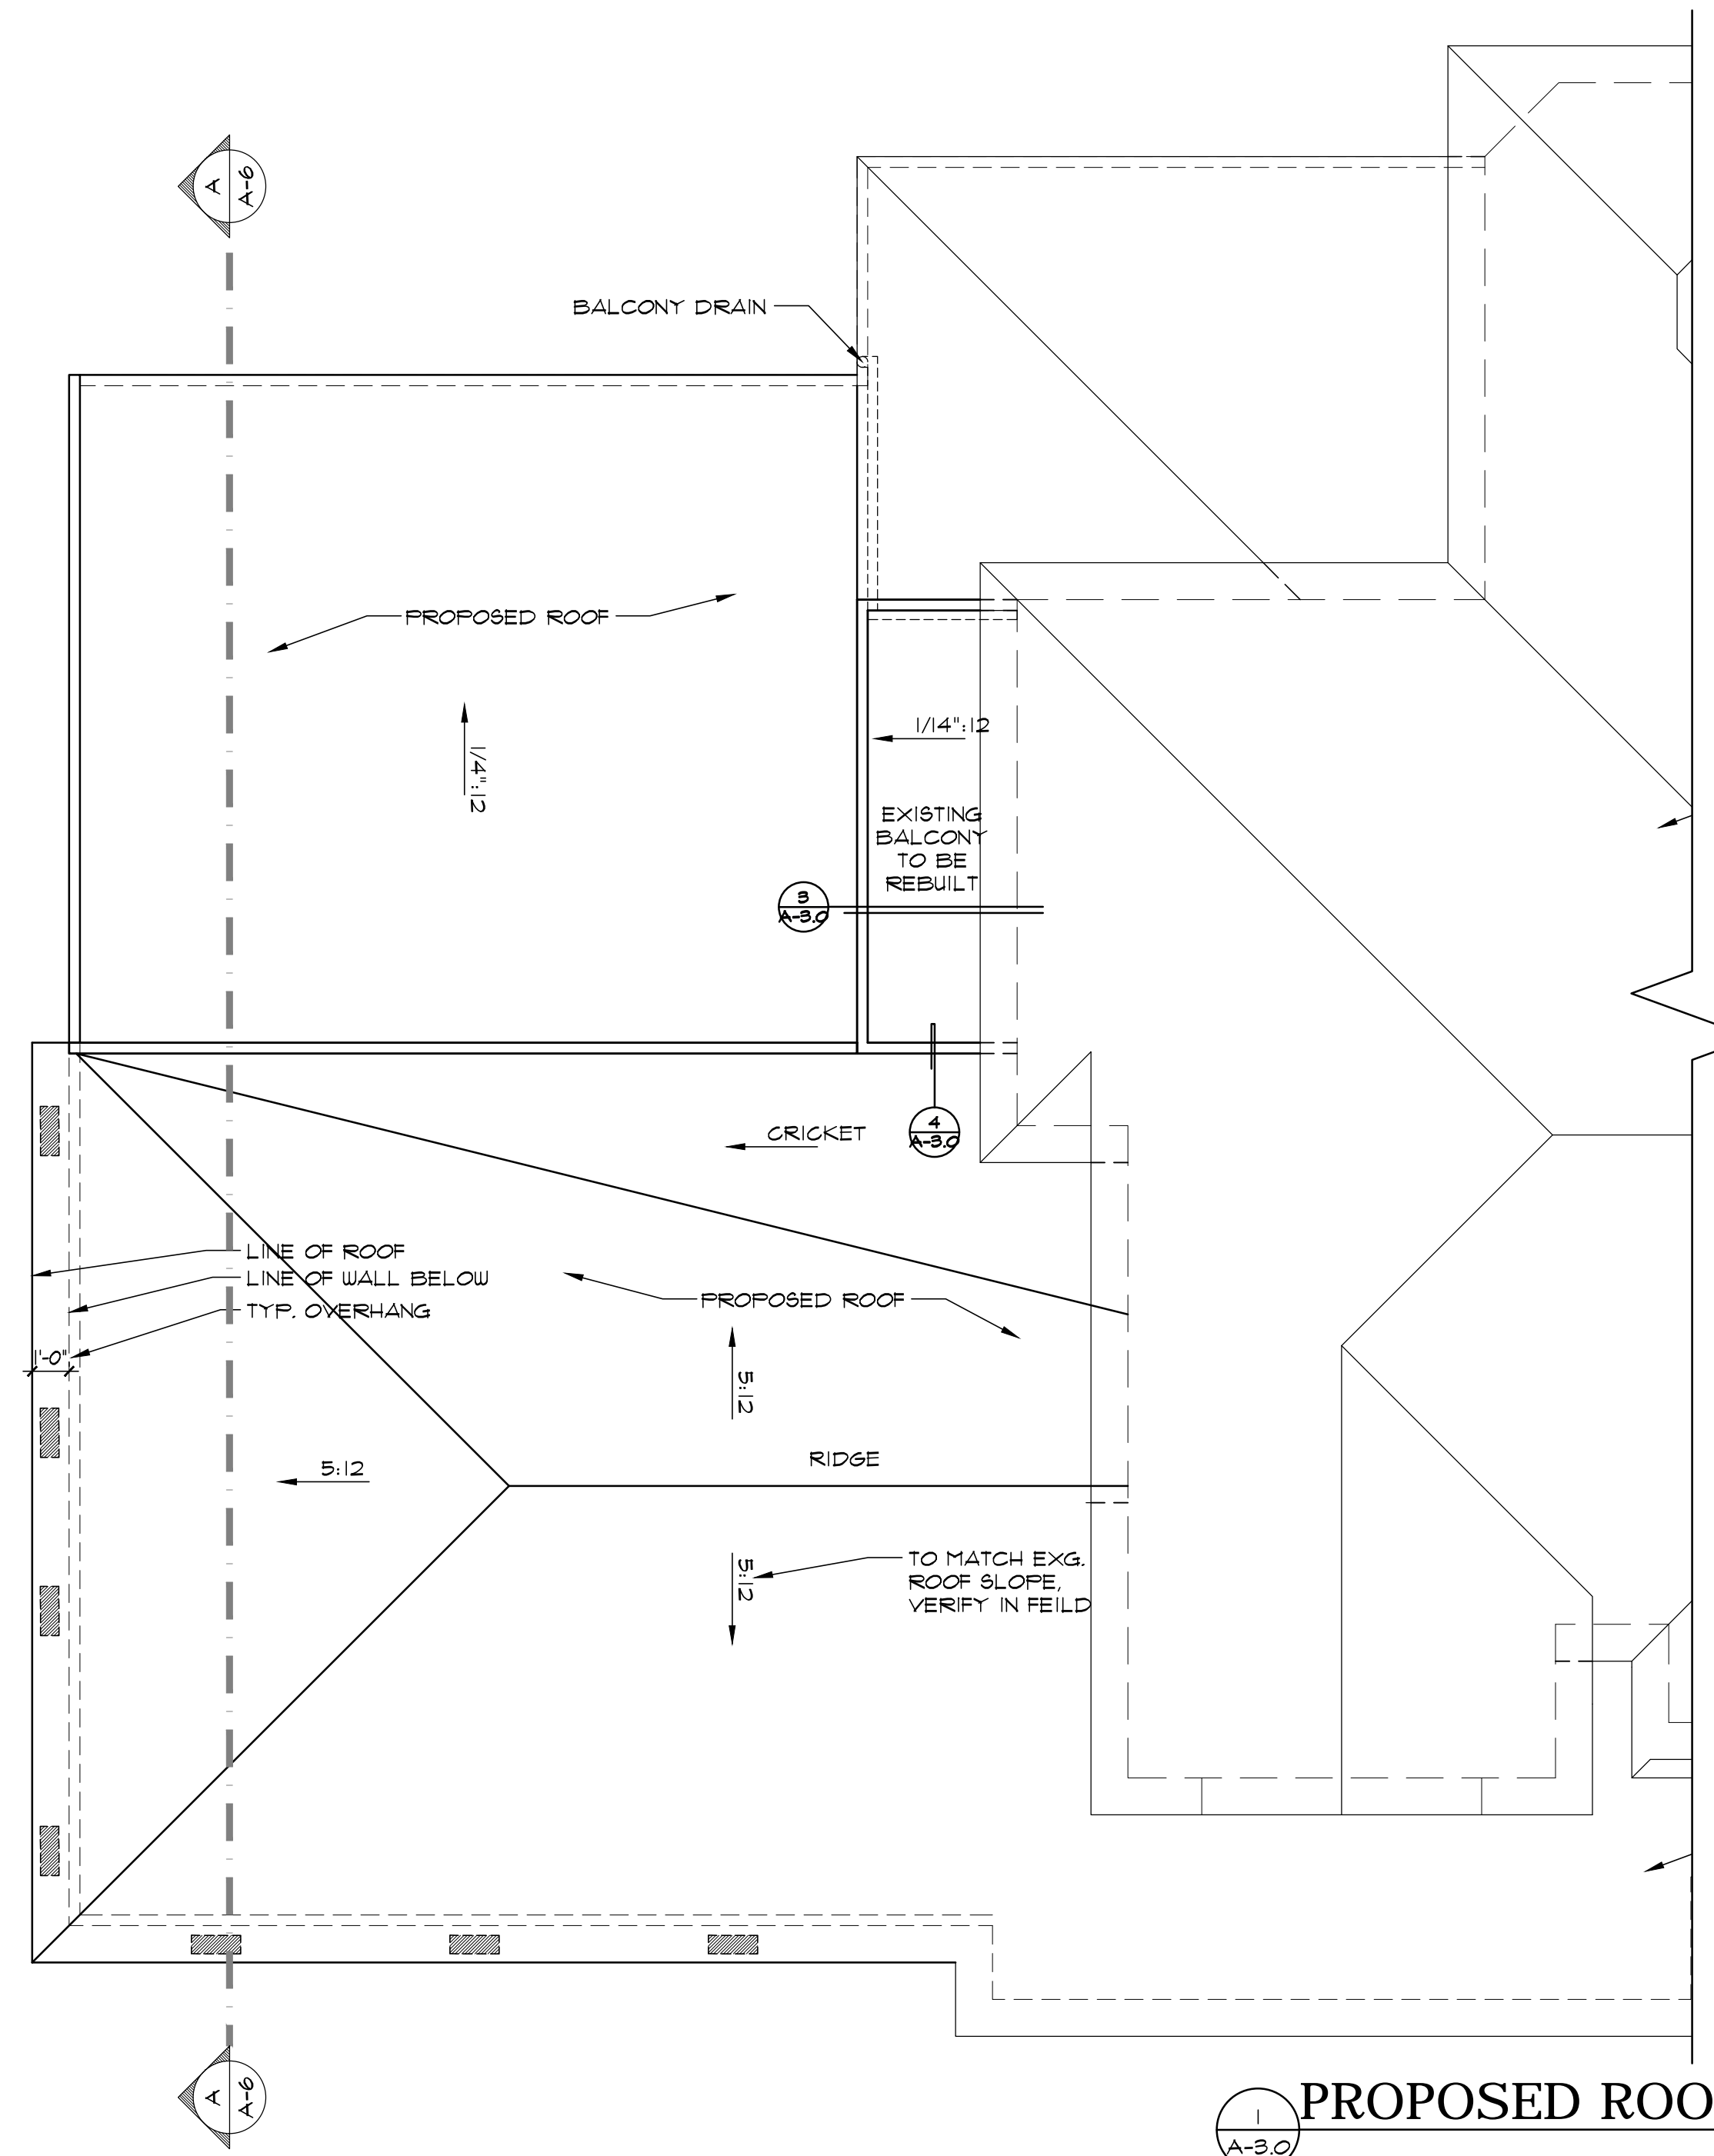 A
A-6
BALCONY DRAIN
PROPOSED ROOF
1/4":12
1/14":12
EXISTING
BALCONY
TO BE
REBUILT
3
A-3.0
4
A-3.0
CRICKET
LINE OF ROOF
LINE OF WALL BELOW
TYP. OVERHANG
1'-0"
PROPOSED ROOF
5:12
RIDGE
5:12
5:12
TO MATCH EXG.
ROOF SLOPE,
VERIFY IN FEILD
A
A-6
1
A-3.0
PROPOSED ROO